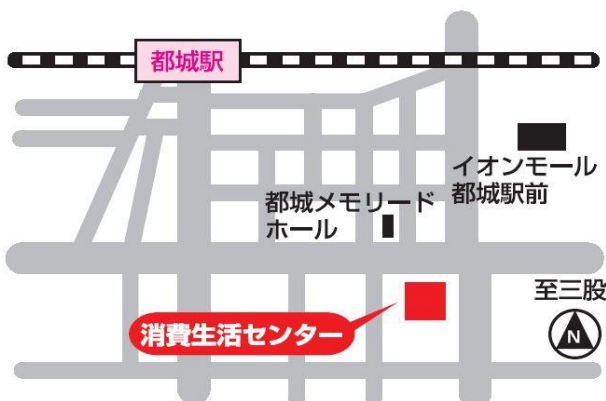 都城駅
イオンモール
都城駅前
都城メモリード
ホール
至三股
消費生活センター
N